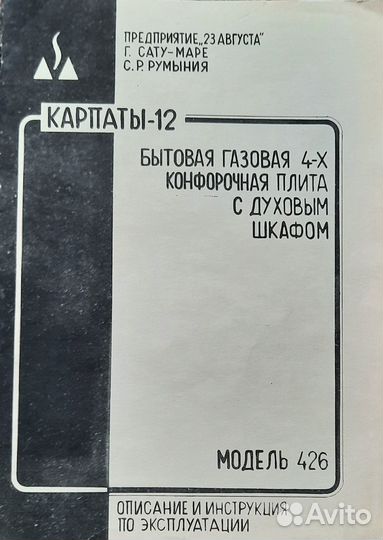 ПРЕДПРИЯТИЕ „23 АВГУСТА"
Г. САТУ-МАРЕ
С. Р. РУМЫНИЯ
КАРПАТЫ-12
БЫТОВАЯ ГАЗОВАЯ 4-Х
КОНФОРОЧНАЯ ПЛИТА
С ДУХОВЫМ
ШКАФОМ
МОДЕЛЬ 426
ОПИСАНИЕ И ИНСТРУКЦИЯ
ПО ЭКСПЛУАТАЦИИ
Avito